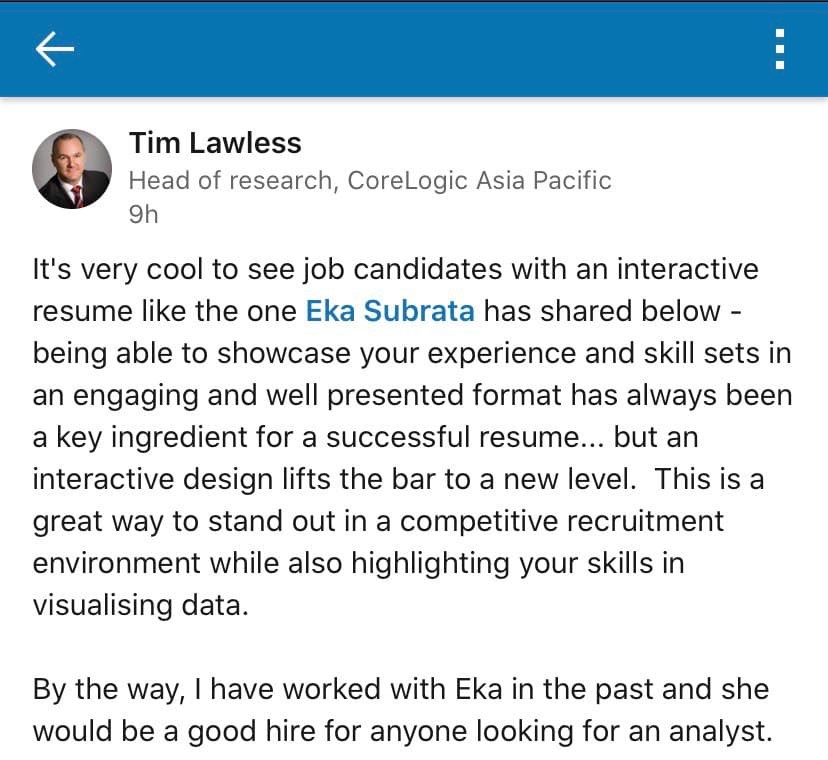 Tim Lawless
Head of research, CoreLogic Asia Pacific
9h
It's very cool to see job candidates with an interactive
resume like the one Eka Subrata has shared below -
being able to showcase your experience and skill sets in
an engaging and well presented format has always been
a key ingredient for a successful resume... but an
interactive design lifts the bar to a new level.  This is a
great way to stand out in a competitive recruitment
environment while also highlighting your skills in
visualising data.
By the way, I have worked with Eka in the past and she
would be a good hire for anyone looking for an analyst.